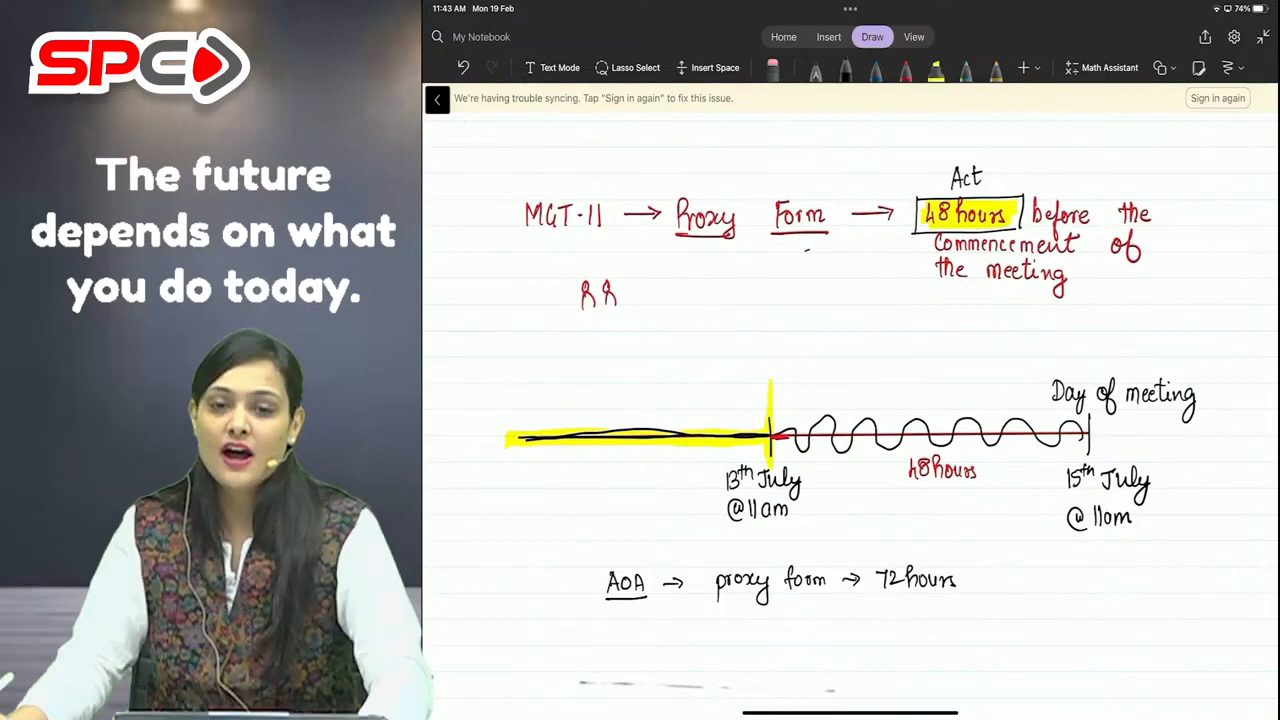 SPC
The future
depends on what
you do today.
11:43 AM Mon 19 Feb
74%
My Notebook
Home Insert Draw View
Text Mode Lasso Select Insert Space Math Assistant
We're having trouble syncing. Tap "Sign in again" to fix this issue. Sign in again
Act
MGT-11 → Proxy Form → 48 hours before the
commencement of
the meeting
Day of meeting
48 hours
13th July
@ 11am
15th July
@ 11am
AOA → proxy form → 72 hours